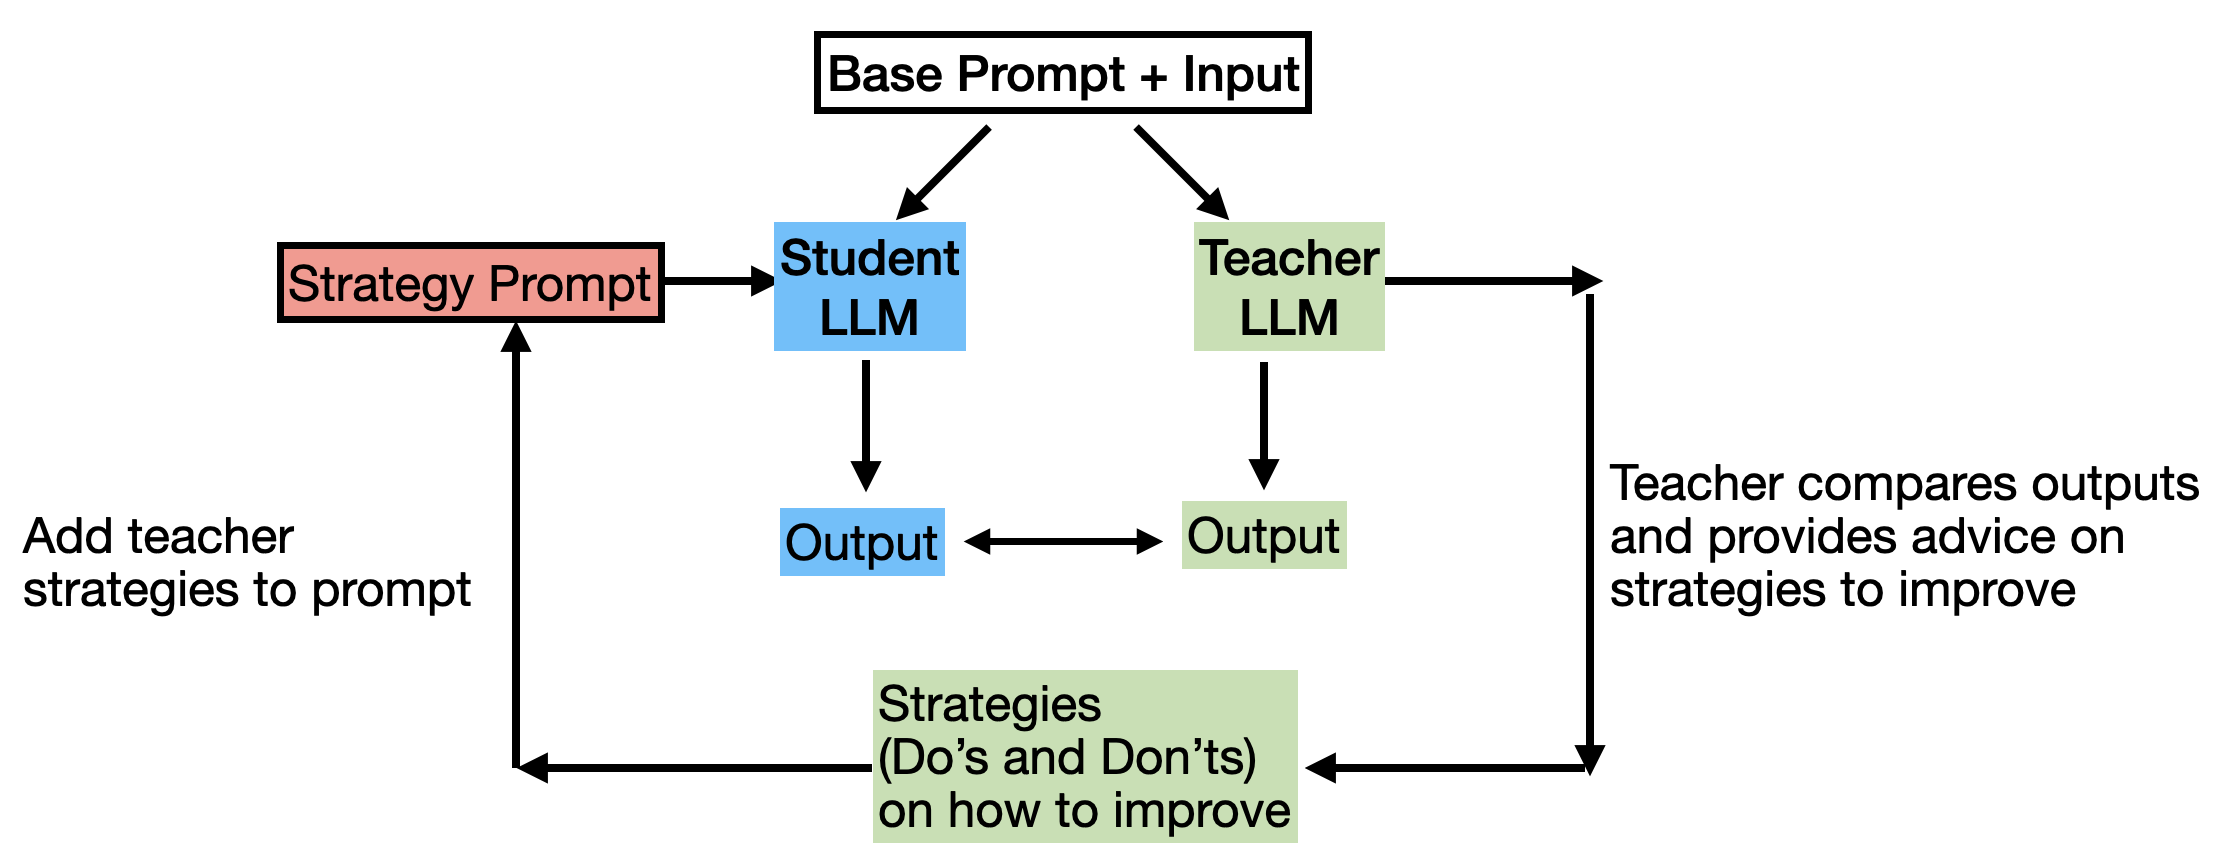 Base Prompt + Input
Strategy Prompt
Student
LLM
Teacher
LLM
Output
Output
Teacher compares outputs
and provides advice on
strategies to improve
Add teacher
strategies to prompt
Strategies
(Do’s and Don’ts)
on how to improve